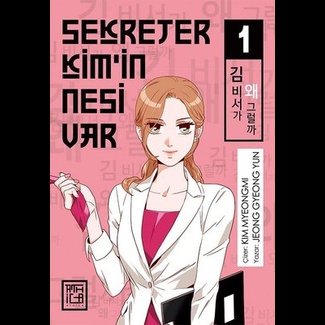 SEKRETER
KİM'İN
NESİ
VAR
1
김비서가
왜
그럴까
Çizer: KIM MYEONGMI
Yazar: JEONG GYEONG YUN